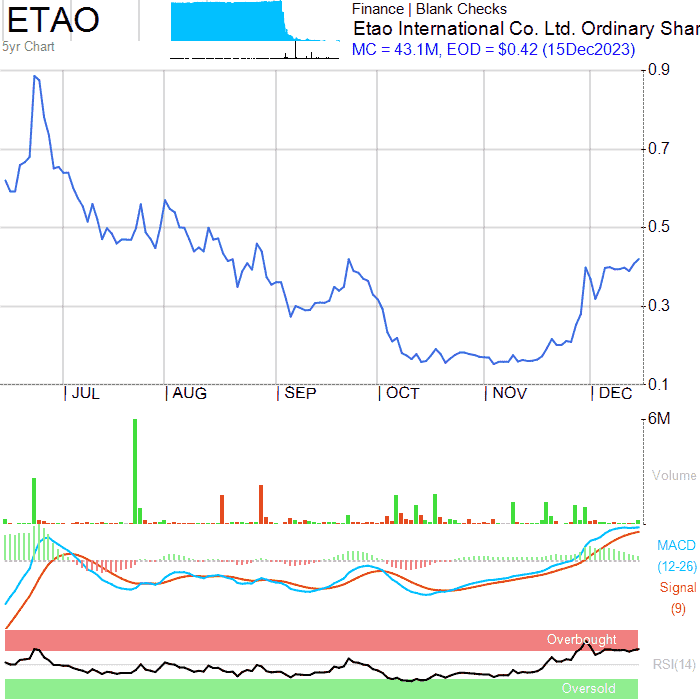 ETAO
5yr Chart
Finance | Blank Checks
Etao International Co. Ltd. Ordinary Shar
MC = 43.1M, EOD = $0.42 (15Dec2023)
0.9
0.7
0.5
0.3
0.1
| JUL | AUG | SEP | OCT | NOV | DEC
6M
Volume
MACD
(12-26)
Signal
(9)
Overbought
RSI(14)
Oversold